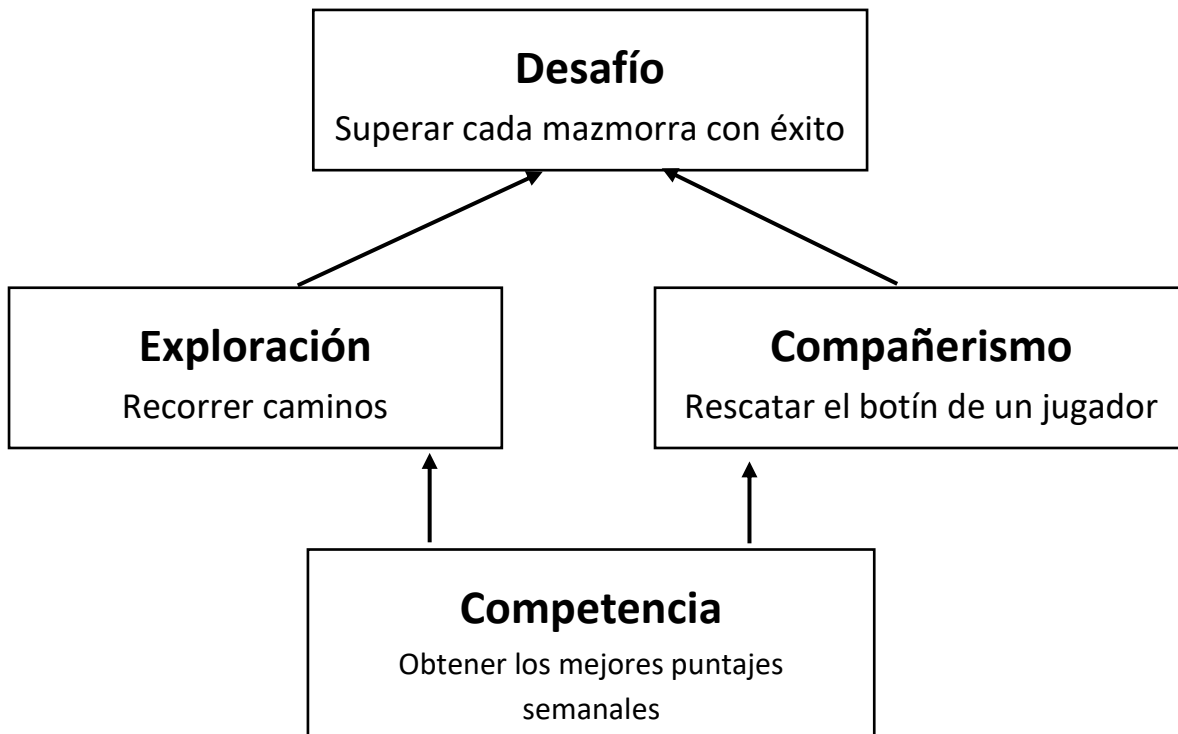 Desafío
Superar cada mazmorra con éxito
Exploración
Recorrer caminos
Compañerismo
Rescatar el botín de un jugador
Competencia
Obtener los mejores puntajes
semanales